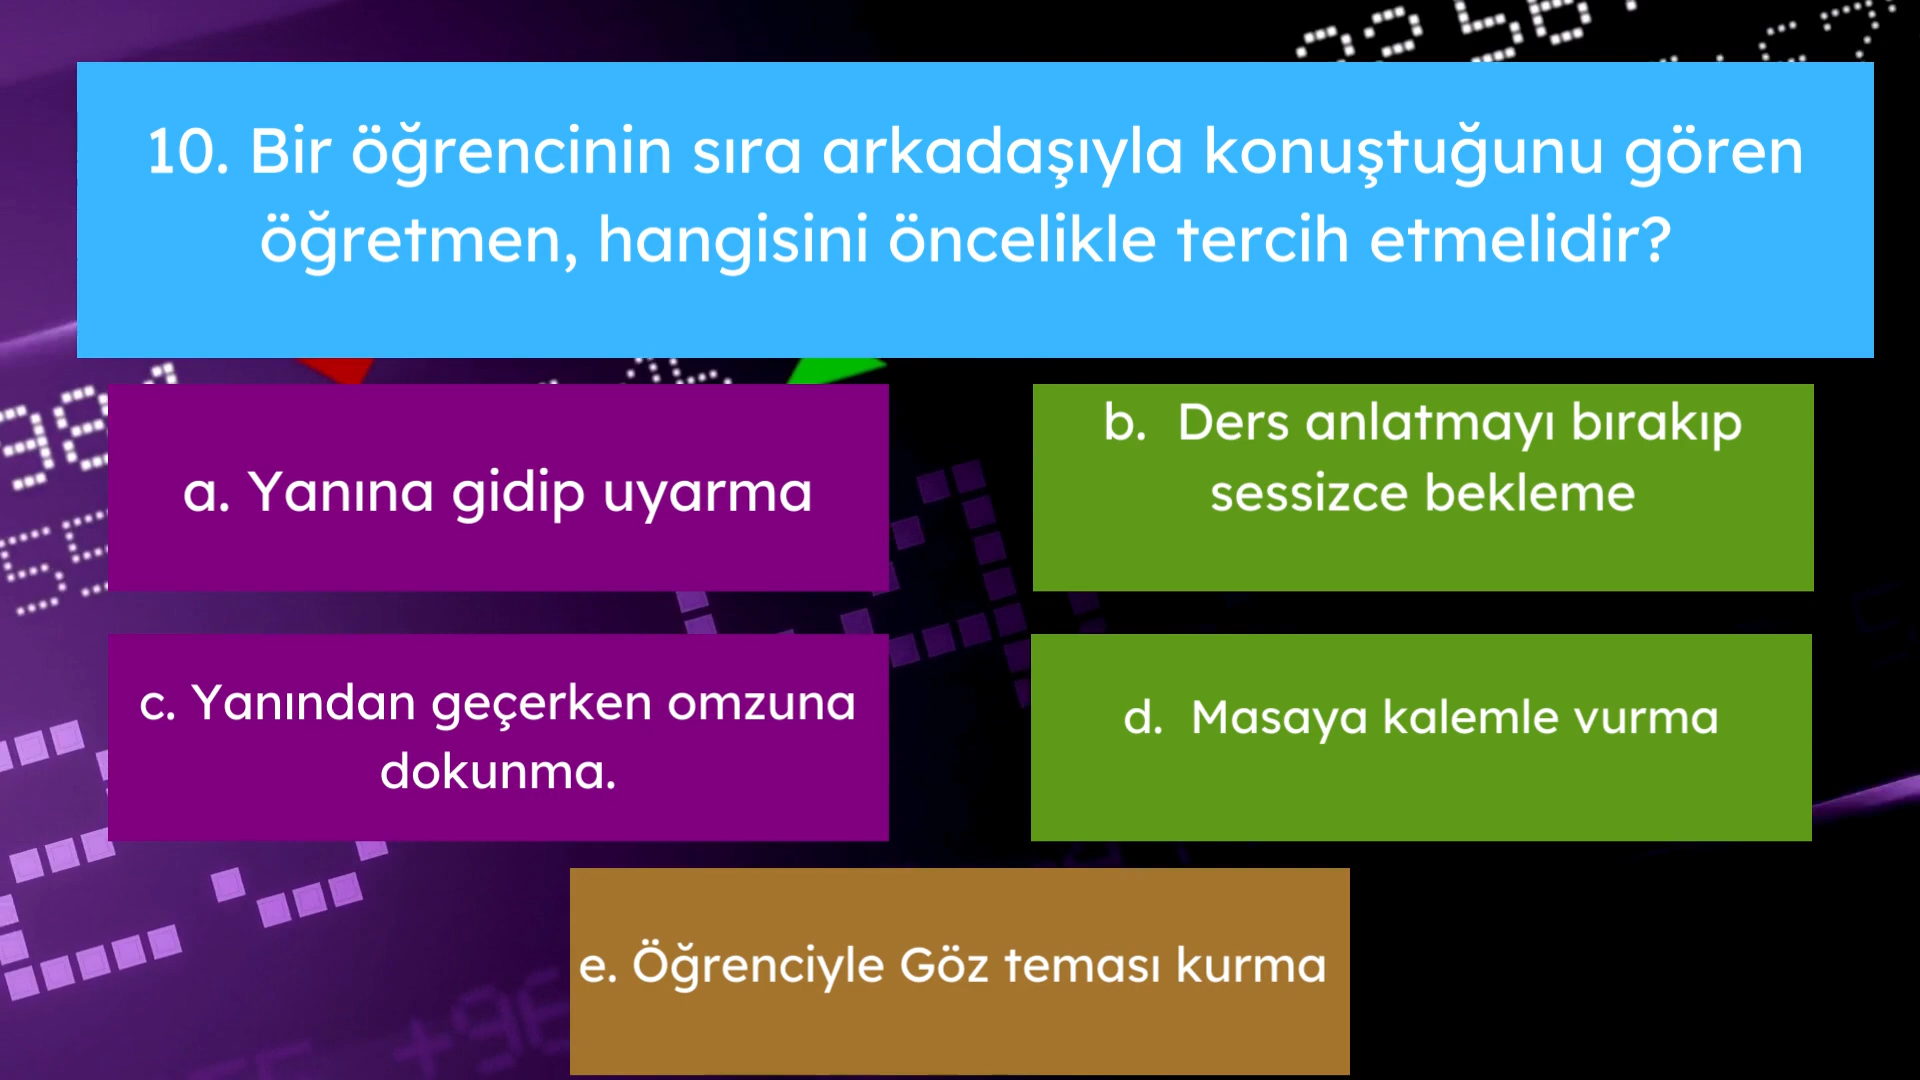 10. Bir öğrencinin sıra arkadaşıyla konuştuğunu gören
öğretmen, hangisini öncelikle tercih etmelidir?
a. Yanına gidip uyarma
b. Ders anlatmayı bırakıp
sessizce bekleme
c. Yanından geçerken omzuna
dokunma.
d. Masaya kalemle vurma
e. Öğrenciyle Göz teması kurma